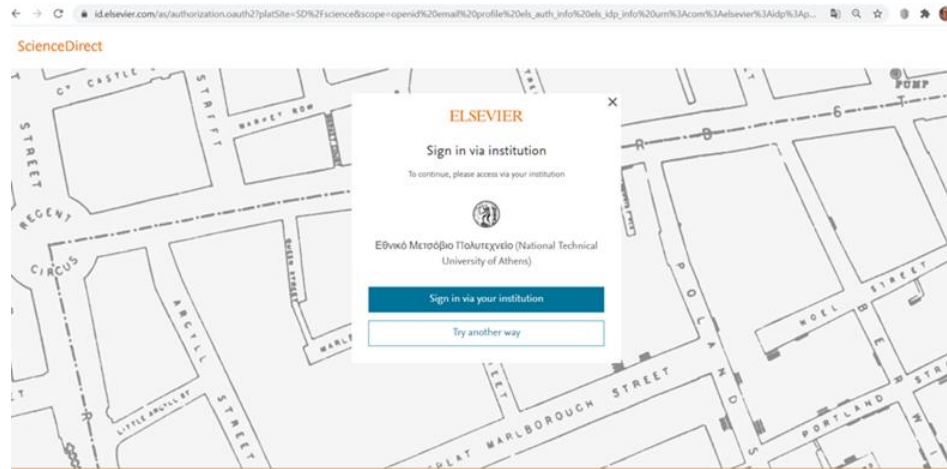 id.elsevier.com/as/authorization.oauth2?platSite=SD%2Fscience&scope=openid%20email%20profile%20els_auth_info%20els_idp_info%20urn%3Acom%3Aelsevier%3Aidp%3Ap...
ScienceDirect
ELSEVIER
Sign in via institution
To continue, please access via your institution
Εθνικό Μετσόβιο Πολυτεχνείο (National Technical
University of Athens)
Sign in via your institution
Try another way
CASTLE
STREET
MARKET ROW
PUMP
STREET
REGENT
CIRCUS
ARGYLL
STREET
LITTLE ARGYLL ST
QUEEN STREET
POLAND
NOEL STREET
MARLBOROUGH STREET
PORTLAND